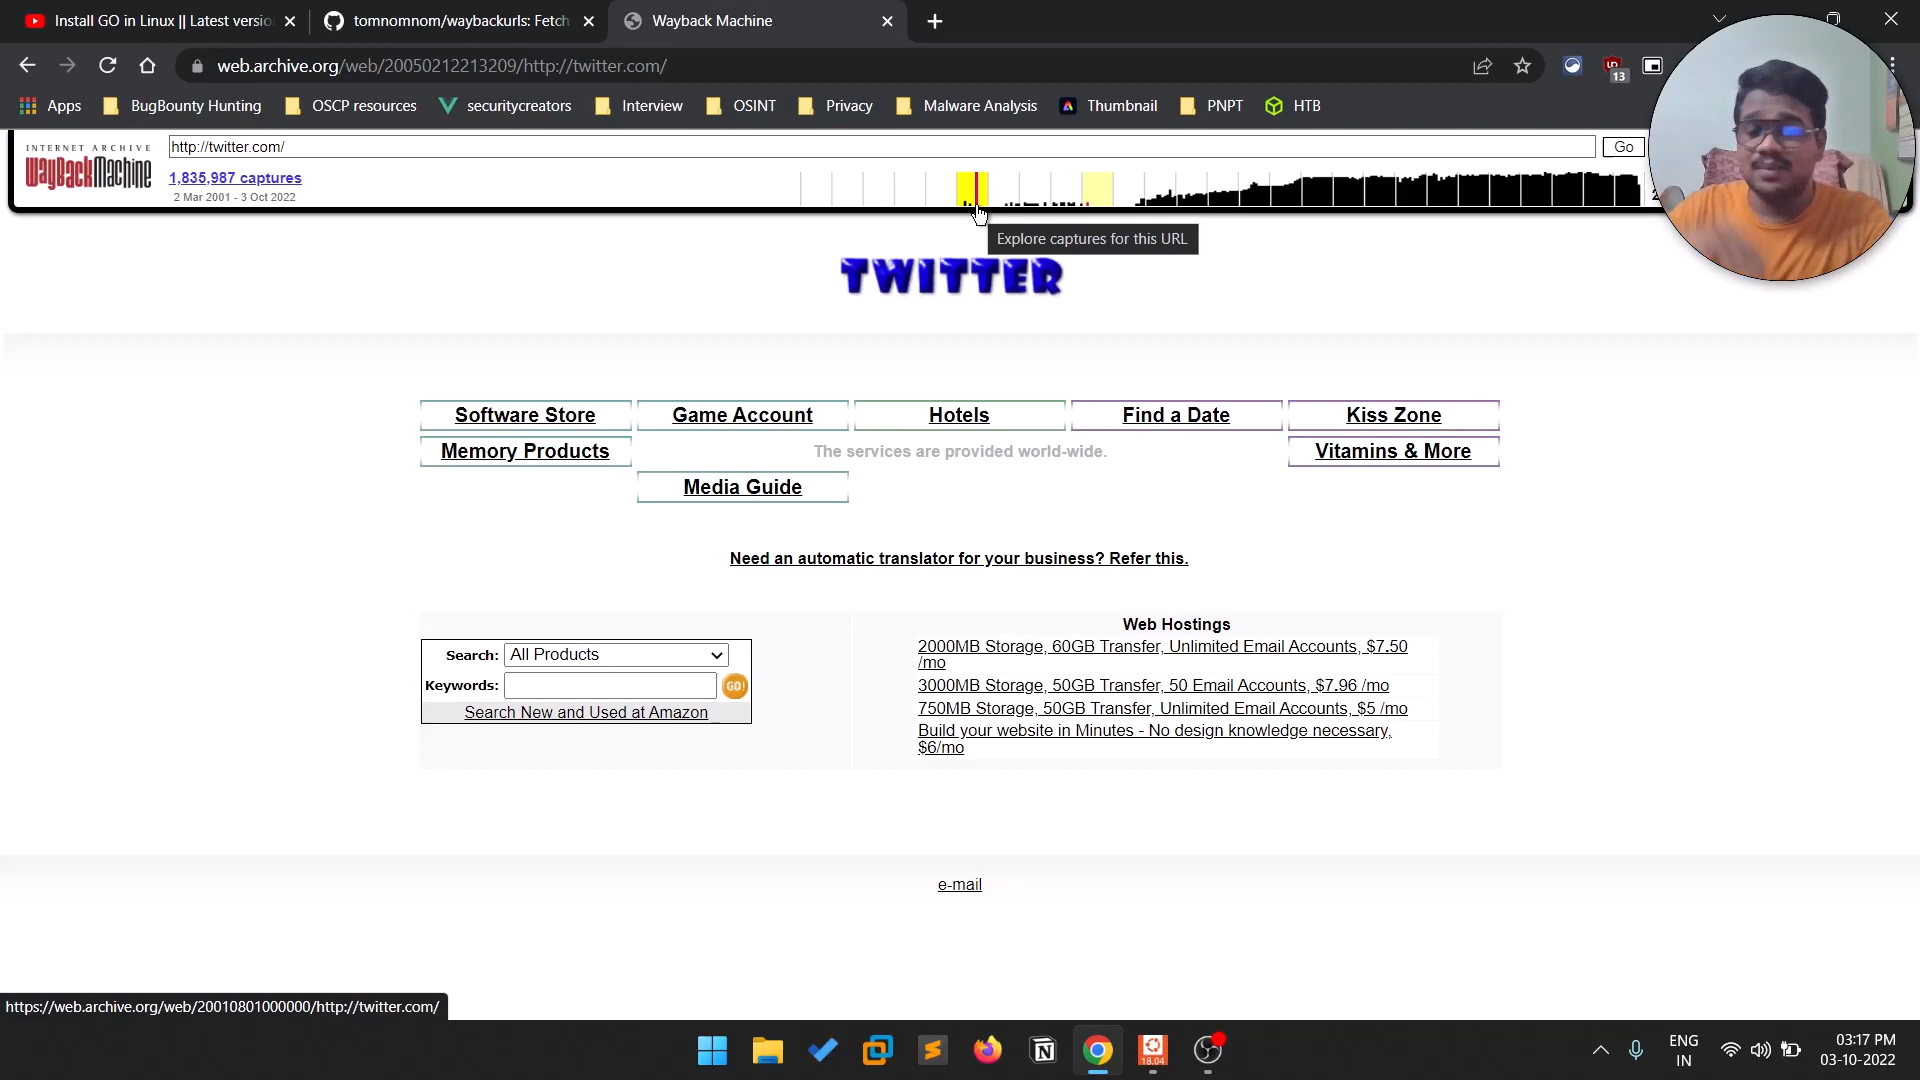 Install GO in Linux || Latest versio
tomnomnom/waybackurls: Fetch
Wayback Machine
web.archive.org/web/20050212213209/http://twitter.com/
13
Apps
BugBounty Hunting
OSCP resources
securitycreators
Interview
OSINT
Privacy
Malware Analysis
Thumbnail
PNPT
HTB
INTERNET ARCHIVE
WayBackMachine
http://twitter.com/
Go
1,835,987 captures
2 Mar 2001 - 3 Oct 2022
Explore captures for this URL
TWITTER
Software Store
Game Account
Hotels
Find a Date
Kiss Zone
Memory Products
The services are provided world-wide.
Vitamins & More
Media Guide
Need an automatic translator for your business? Refer this.
Search:
All Products
Keywords:
GO!
Search New and Used at Amazon
Web Hostings
2000MB Storage, 60GB Transfer, Unlimited Email Accounts, $7.50
/mo
3000MB Storage, 50GB Transfer, 50 Email Accounts, $7.96 /mo
750MB Storage, 50GB Transfer, Unlimited Email Accounts, $5 /mo
Build your website in Minutes - No design knowledge necessary,
$6/mo
e-mail
https://web.archive.org/web/20010801000000/http://twitter.com/
18.04
ENG
IN
03:17 PM
03-10-2022